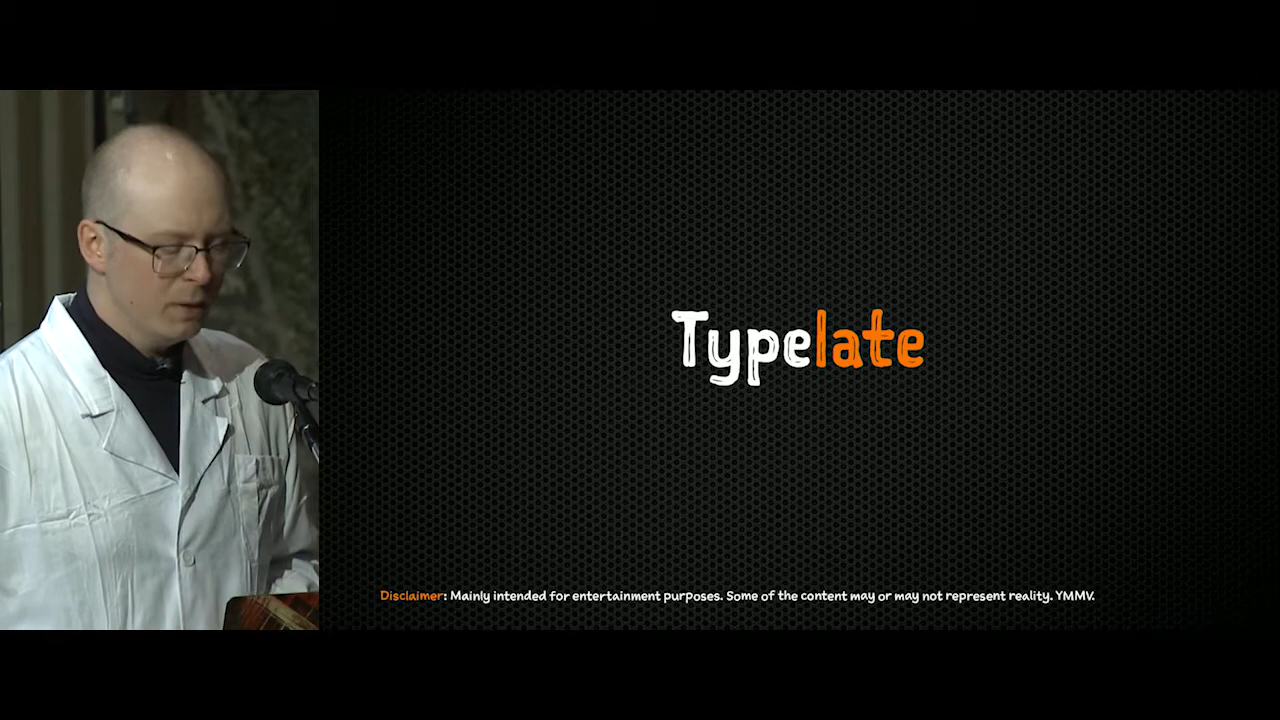 Typelate
Disclaimer: Mainly intended for entertainment purposes. Some of the content may or may not represent reality. YMMV.